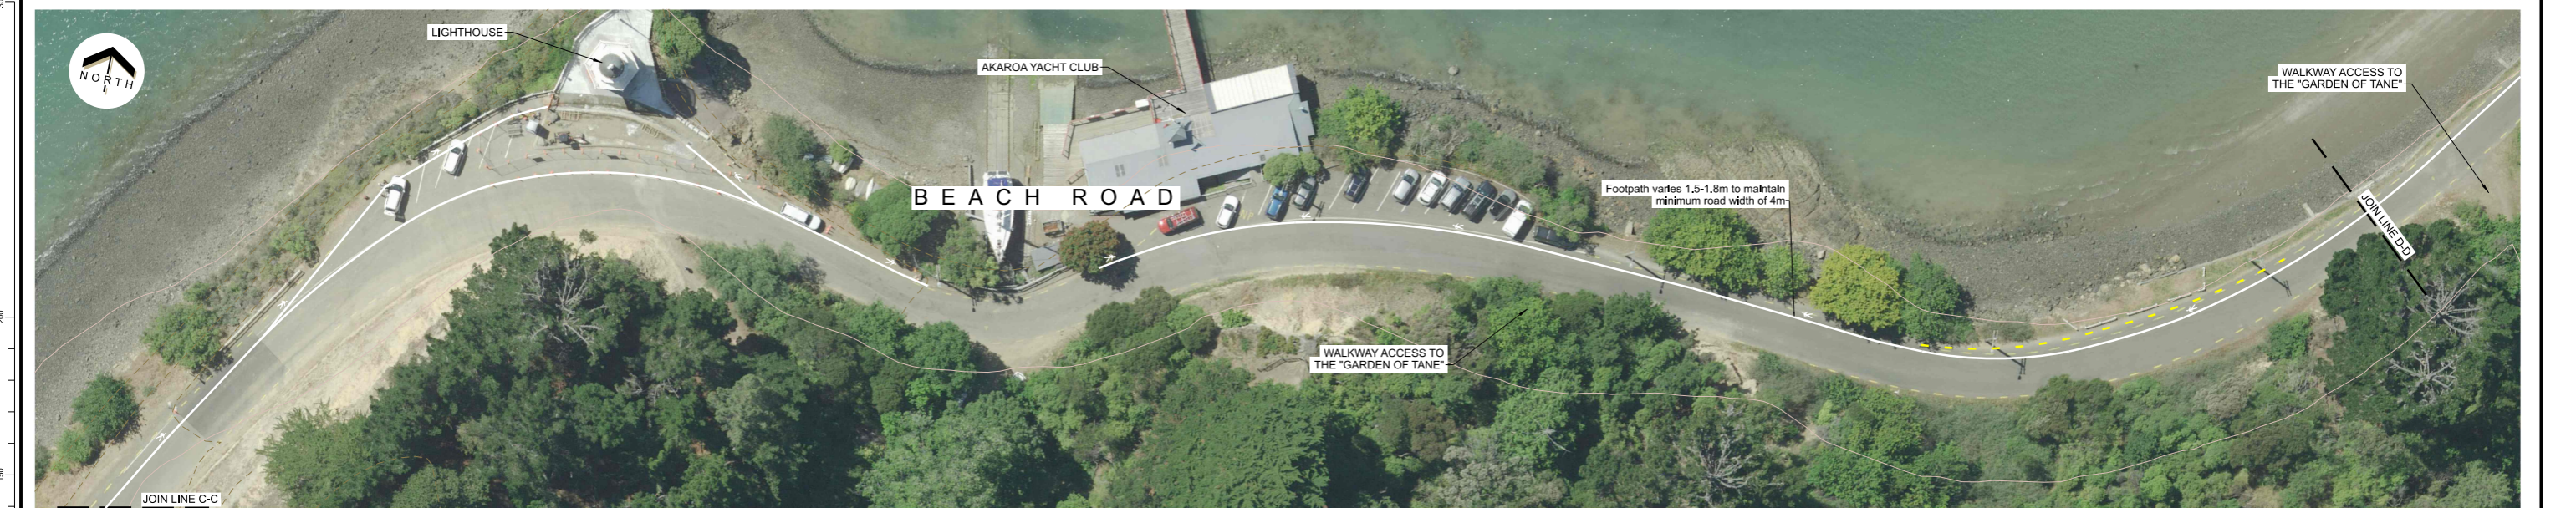 NORTH
LIGHTHOUSE
AKAROA YACHT CLUB
WALKWAY ACCESS TO
THE "GARDEN OF TANE"
BEACH ROAD
Footpath varies 1.5-1.8m to maintain
minimum road width of 4m
JOIN LINE D-D
WALKWAY ACCESS TO
THE "GARDEN OF TANE"
JOIN LINE C-C
200